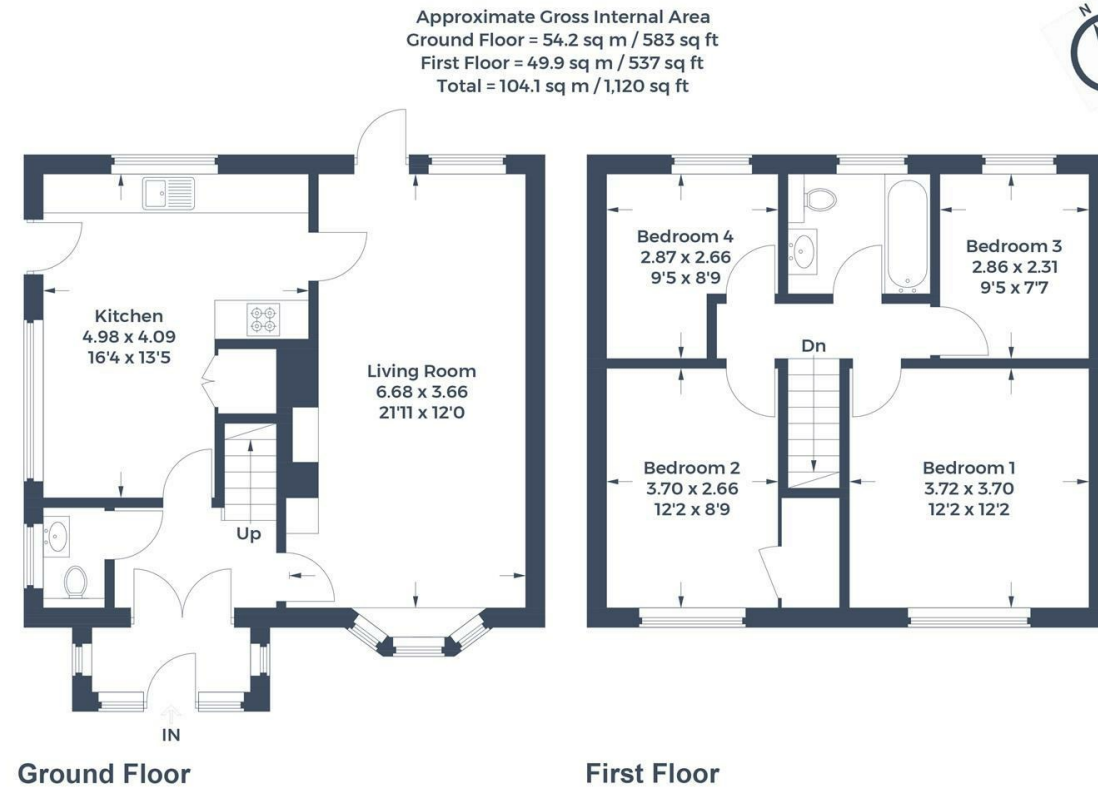 Approximate Gross Internal Area
Ground Floor = 54.2 sq m / 583 sq ft
First Floor = 49.9 sq m / 537 sq ft
Total = 104.1 sq m / 1,120 sq ft
N
Kitchen
4.98 x 4.09
16'4 x 13'5
Living Room
6.68 x 3.66
21'11 x 12'0
Up
IN
Ground Floor
Bedroom 4
2.87 x 2.66
9'5 x 8'9
Bedroom 3
2.86 x 2.31
9'5 x 7'7
Dn
Bedroom 2
3.70 x 2.66
12'2 x 8'9
Bedroom 1
3.72 x 3.70
12'2 x 12'2
First Floor